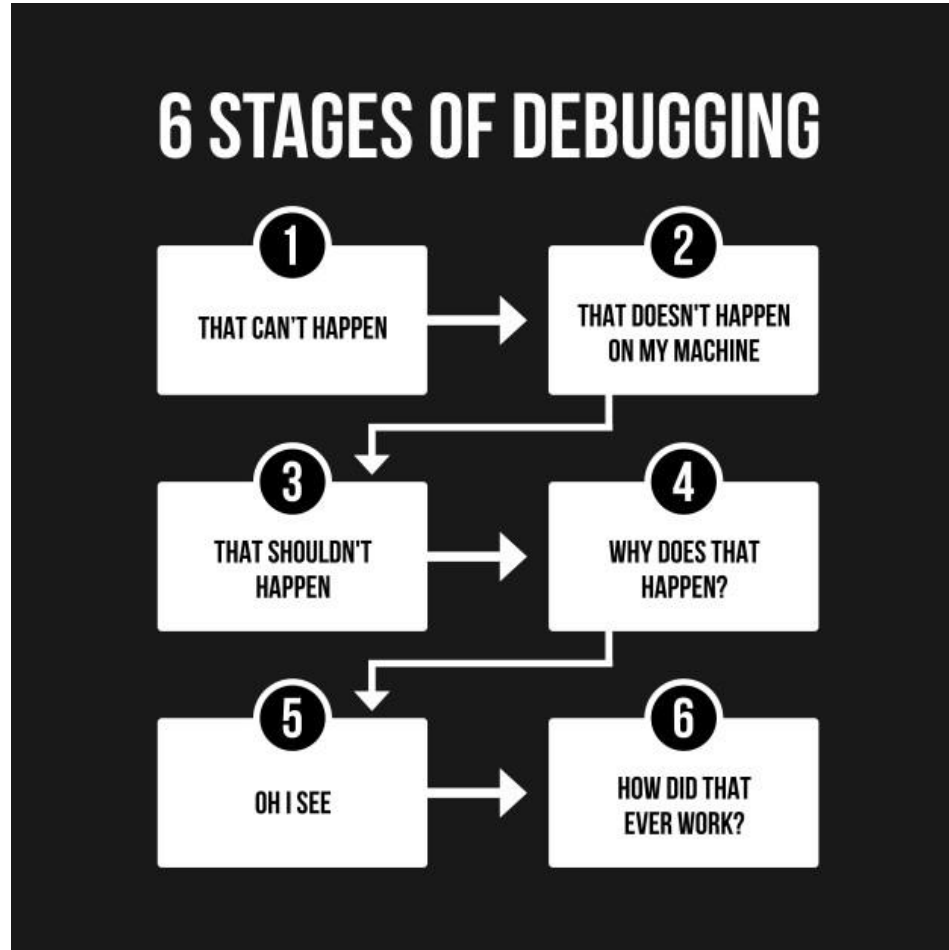 6 STAGES OF DEBUGGING
1
THAT CAN'T HAPPEN
2
THAT DOESN'T HAPPEN
ON MY MACHINE
3
THAT SHOULDN'T
HAPPEN
4
WHY DOES THAT
HAPPEN?
5
OH I SEE
6
HOW DID THAT
EVER WORK?